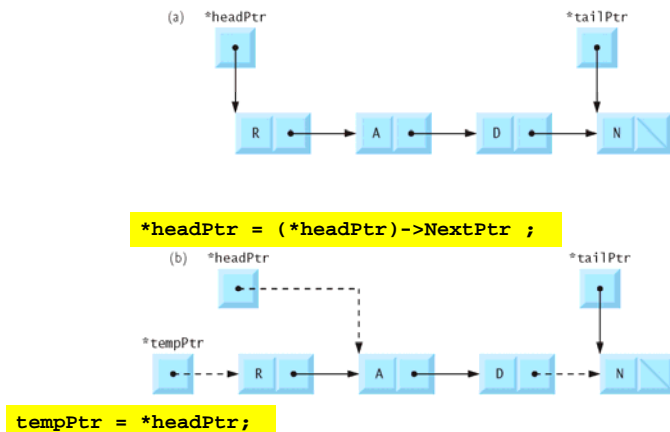 (a) *headPtr *tailPtr
R A D N
*headPtr = (*headPtr)->NextPtr ;
(b) *headPtr *tailPtr
*tempPtr
R A D N
tempPtr = *headPtr;